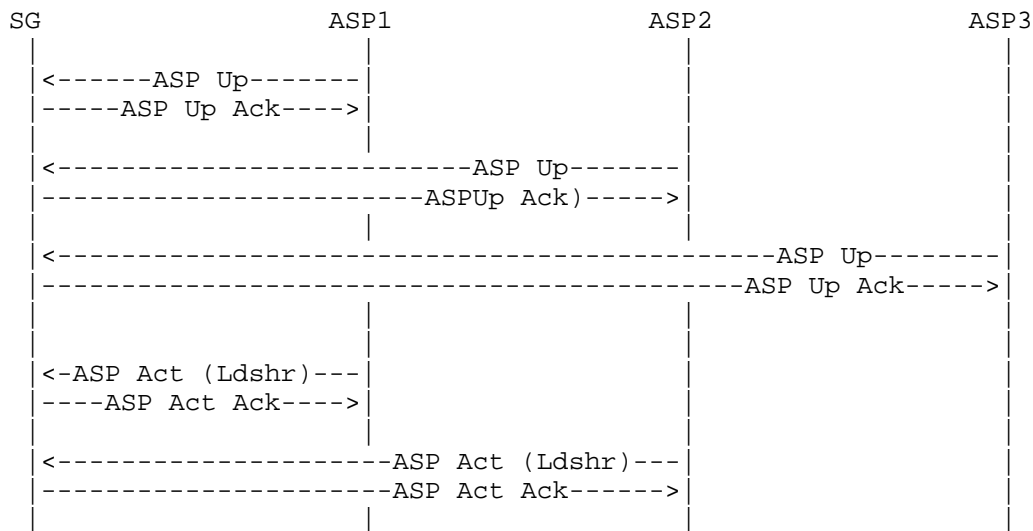 SG ASP1 ASP2 ASP3
<------ASP Up-------
-----ASP Up Ack---->
<--------------------------ASP Up-------
------------------------ASPUp Ack)----->
<---------------------------------------------ASP Up--------
--------------------------------------------ASP Up Ack----->
<-ASP Act (Ldshr)---
----ASP Act Ack---->
<---------------------ASP Act (Ldshr)---
----------------------ASP Act Ack------>